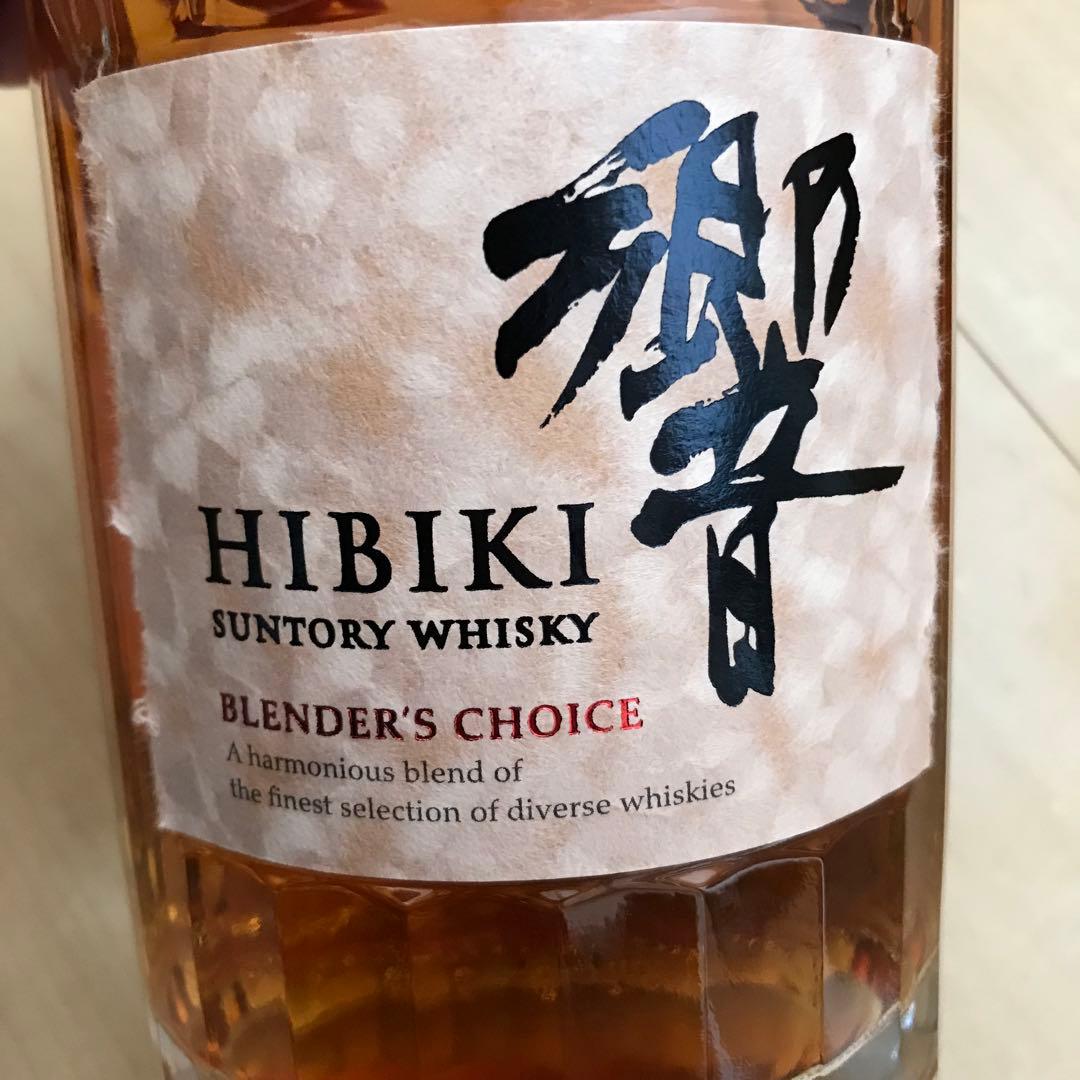 響
HIBIKI
SUNTORY WHISKY
BLENDER'S CHOICE
A harmonious blend of
the finest selection of diverse whiskies